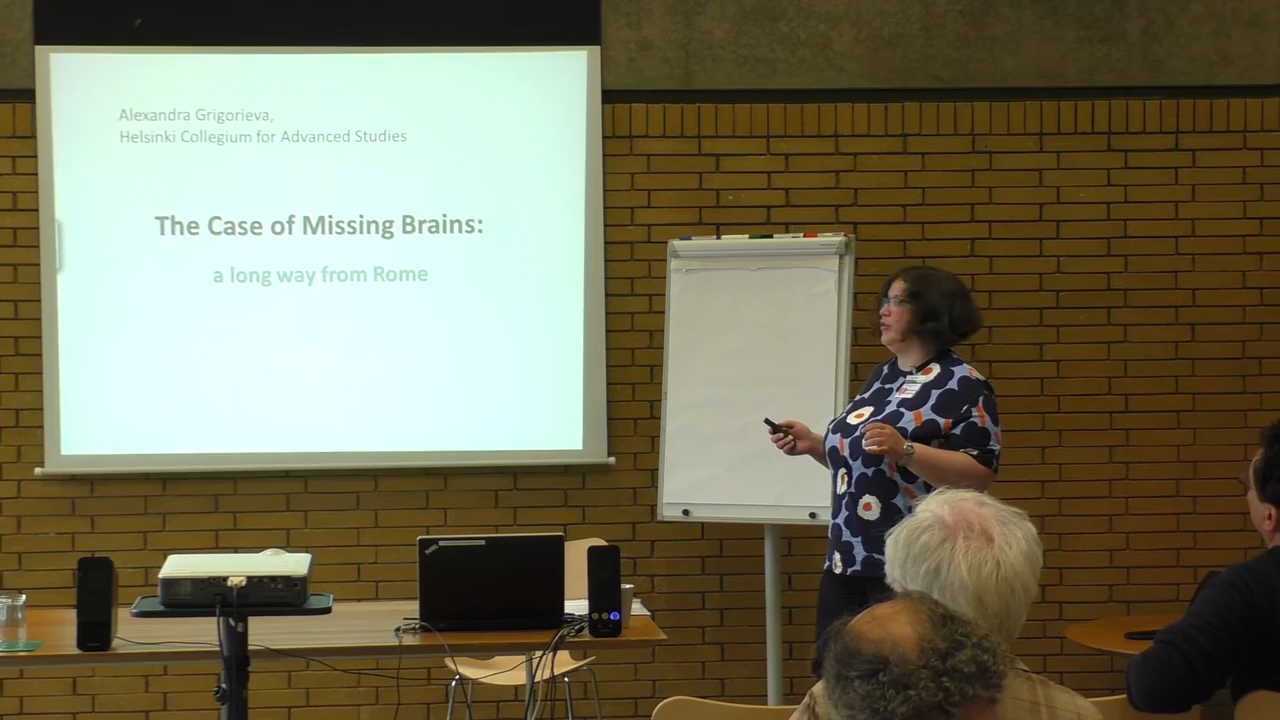 Alexandra Grigorieva,
Helsinki Collegium for Advanced Studies
The Case of Missing Brains:
a long way from Rome